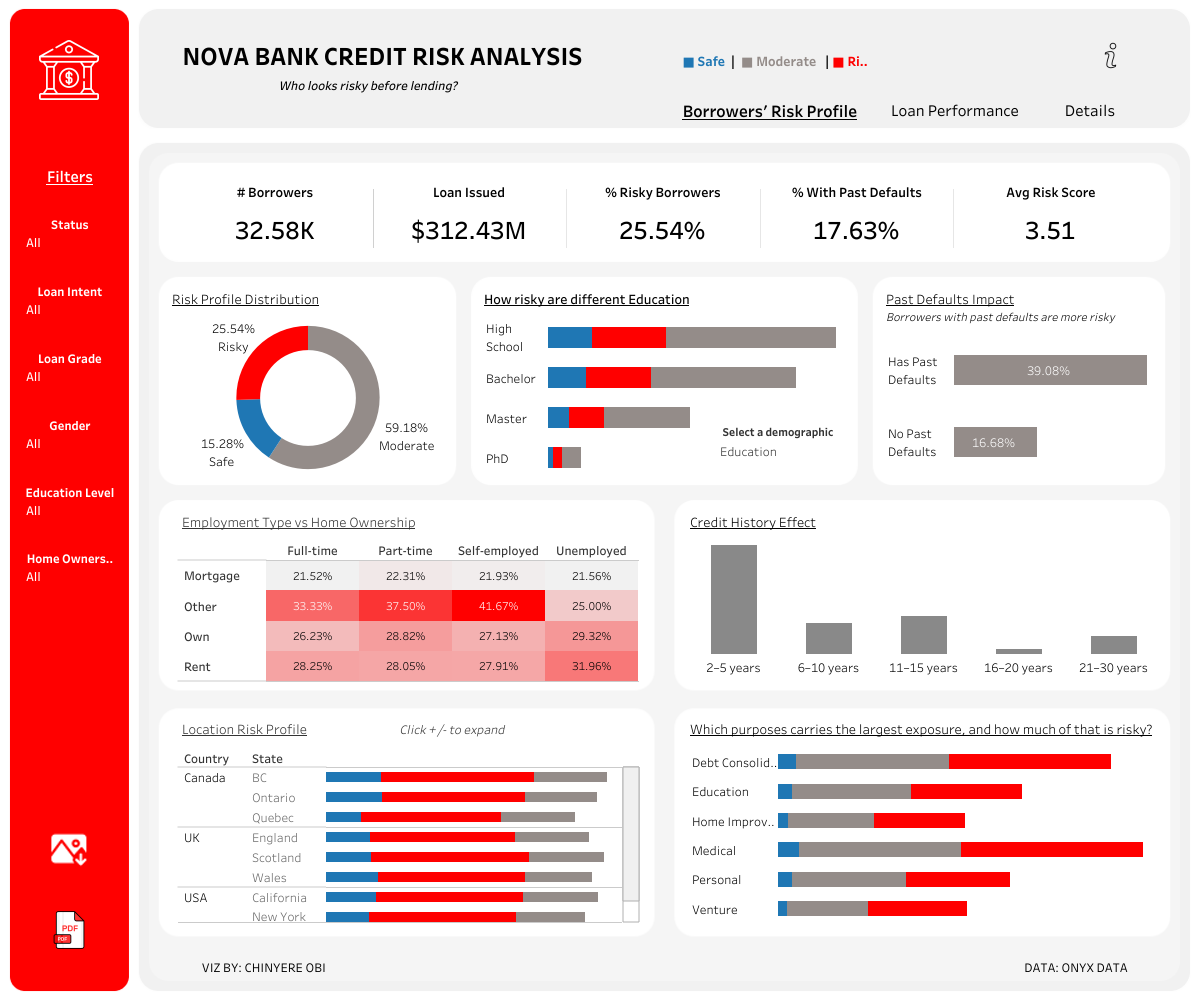 NOVA BANK CREDIT RISK ANALYSIS
Who looks risky before lending?
Safe | Moderate | Ri..
Borrowers' Risk Profile Loan Performance Details
Filters
Status
All
Loan Intent
All
Loan Grade
All
Gender
All
Education Level
All
Home Owners..
All
PDF
PDF
# Borrowers Loan Issued % Risky Borrowers % With Past Defaults Avg Risk Score
32.58K $312.43M 25.54% 17.63% 3.51
Risk Profile Distribution
25.54%
Risky
59.18%
Moderate
15.28%
Safe
How risky are different Education
High
School
Bachelor
Master
PhD
Select a demographic
Education
Past Defaults Impact
Borrowers with past defaults are more risky
Has Past
Defaults
39.08%
No Past
Defaults
16.68%
Employment Type vs Home Ownership
Full-time Part-time Self-employed Unemployed
Mortgage 21.52% 22.31% 21.93% 21.56%
Other 33.33% 37.50% 41.67% 25.00%
Own 26.23% 28.82% 27.13% 29.32%
Rent 28.25% 28.05% 27.91% 31.96%
Credit History Effect
2–5 years 6–10 years 11–15 years 16–20 years 21–30 years
Location Risk Profile Click +/- to expand
Country State
Canada BC
Ontario
Quebec
UK England
Scotland
Wales
USA California
New York
Which purposes carries the largest exposure, and how much of that is risky?
Debt Consolid..
Education
Home Improv..
Medical
Personal
Venture
VIZ BY: CHINYERE OBI DATA: ONYX DATA